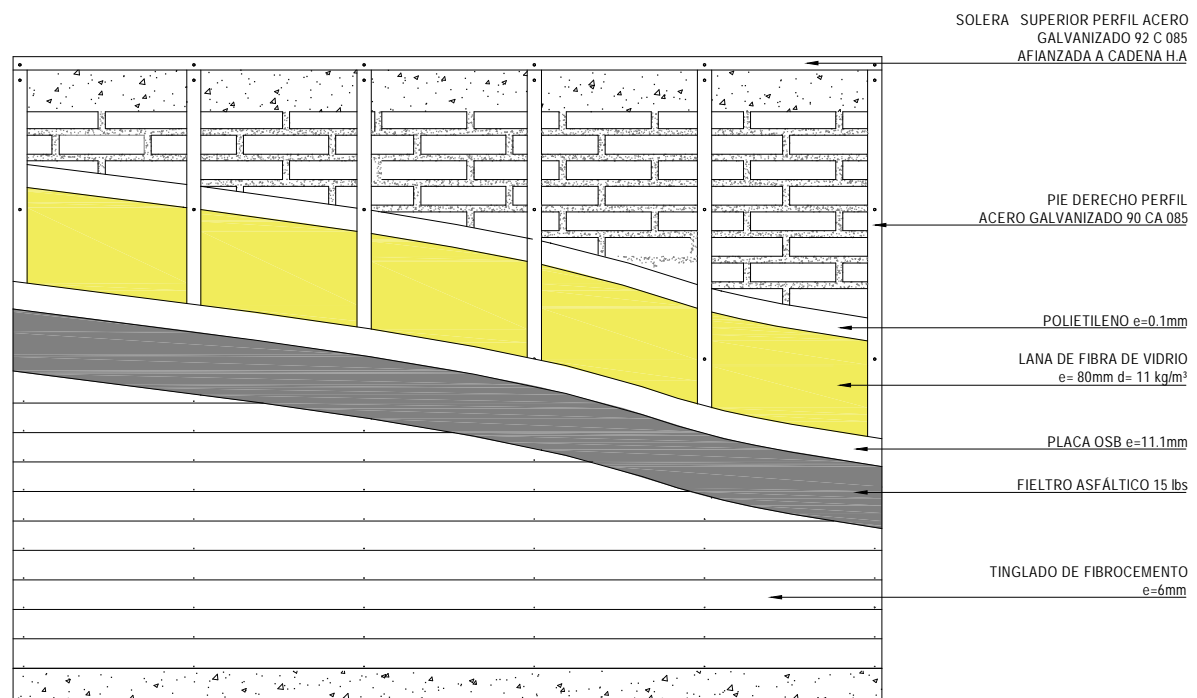 SOLERA SUPERIOR PERFIL ACERO
GALVANIZADO 92 C 085
AFIANZADA A CADENA H.A
PIE DERECHO PERFIL
ACERO GALVANIZADO 90 CA 085
POLIETILENO e=0.1mm
LANA DE FIBRA DE VIDRIO
e= 80mm d= 11 kg/m³
PLACA OSB e=11.1mm
FIELTRO ASFÁLTICO 15 lbs
TINGLADO DE FIBROCEMENTO
e=6mm